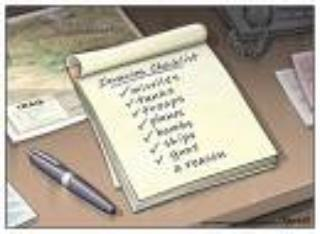 IRAQ
Invasion Checklist
✓ missiles
✓ tanks
✓ troops
✓ planes
✓ bombs
✓ ships
✓ guns
a reason